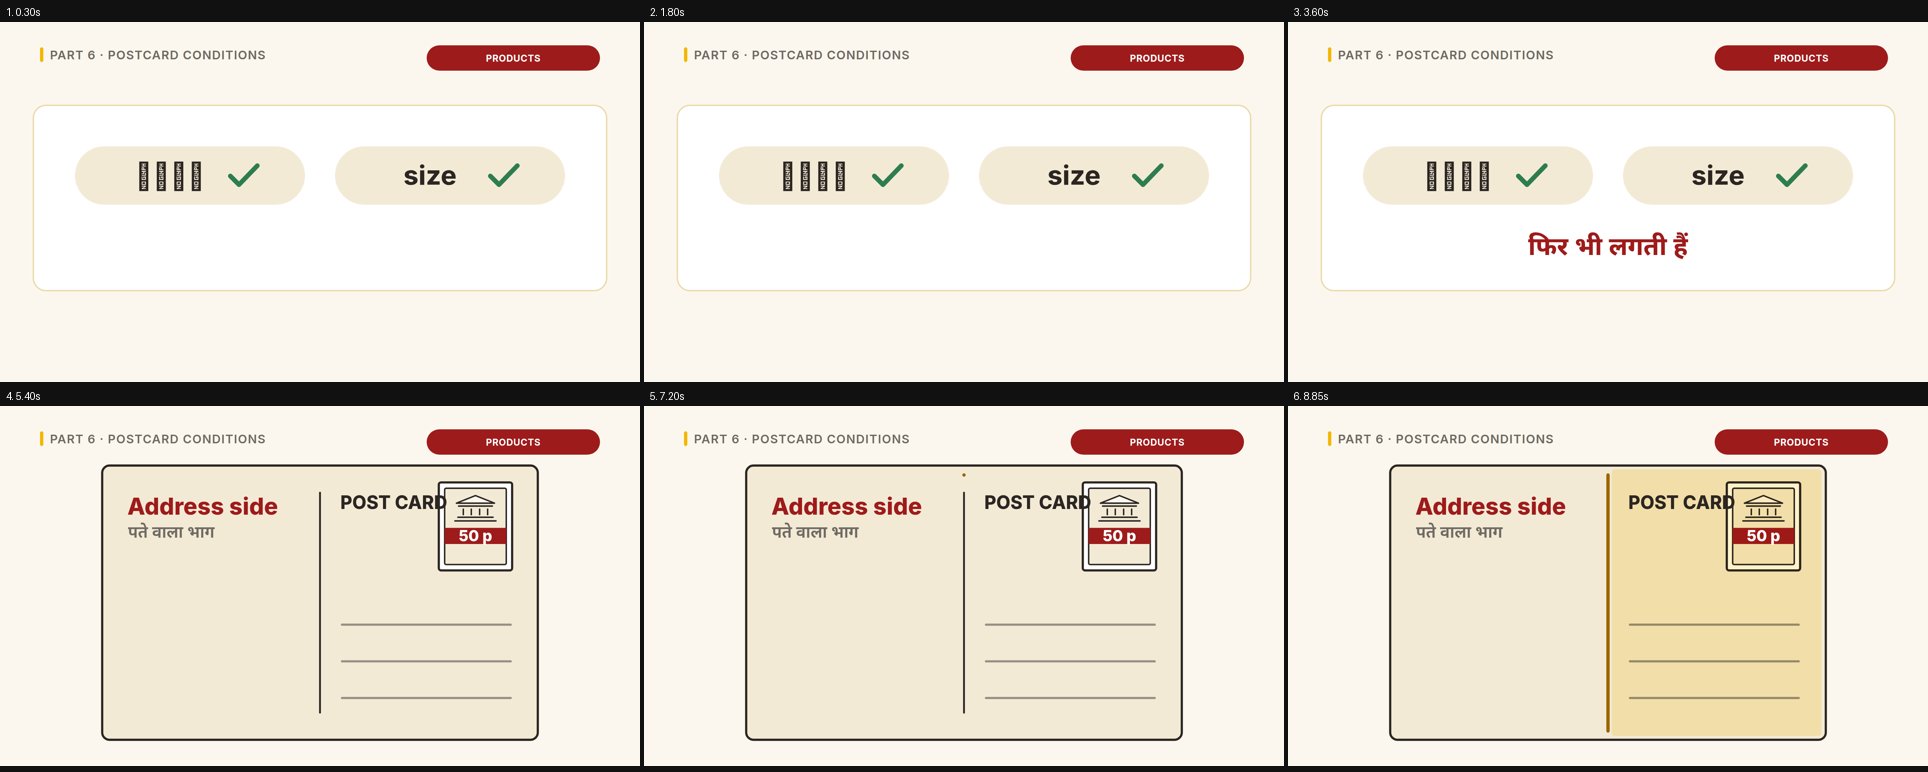 1. 0.30s
PART 6 · POSTCARD CONDITIONS
PRODUCTS
size
2. 1.80s
PART 6 · POSTCARD CONDITIONS
PRODUCTS
size
3. 3.60s
PART 6 · POSTCARD CONDITIONS
PRODUCTS
size
फिर भी लगती हैं
4. 5.40s
PART 6 · POSTCARD CONDITIONS
PRODUCTS
Address side
पते वाला भाग
POST CARD
50 p
5. 7.20s
PART 6 · POSTCARD CONDITIONS
PRODUCTS
Address side
पते वाला भाग
POST CARD
50 p
6. 8.85s
PART 6 · POSTCARD CONDITIONS
PRODUCTS
Address side
पते वाला भाग
POST CARD
50 p